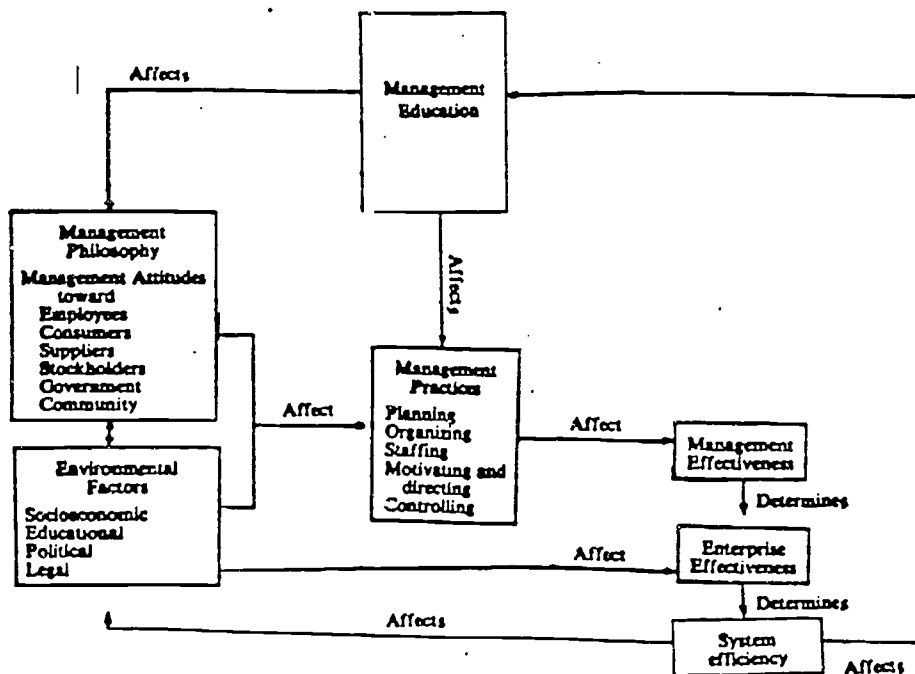 Affects
Management
Education
Management
Philosophy
Management Attitudes
toward
Employees
Consumers
Suppliers
Stockholders
Government
Community
Affects
Management
Practices
Planning
Organizing
Staffing
Motivating and
directing
Controlling
Affect
Affect
Management
Effectiveness
Environmental
Factors
Socioeconomic
Educational
Political
Legal
Determines
Affect
Enterprise
Effectiveness
Determines
Affects
System
efficiency
Affects